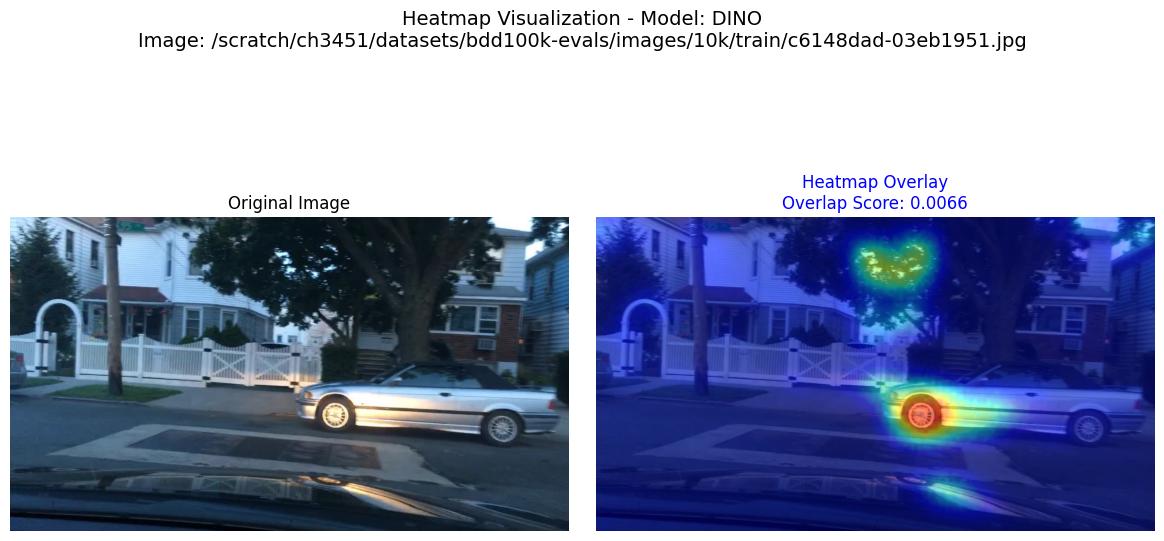 Heatmap Visualization - Model: DINO
Image: /scratch/ch3451/datasets/bdd100k-evals/images/10k/train/c6148dad-03eb1951.jpg
Original Image
Heatmap Overlay
Overlap Score: 0.0066